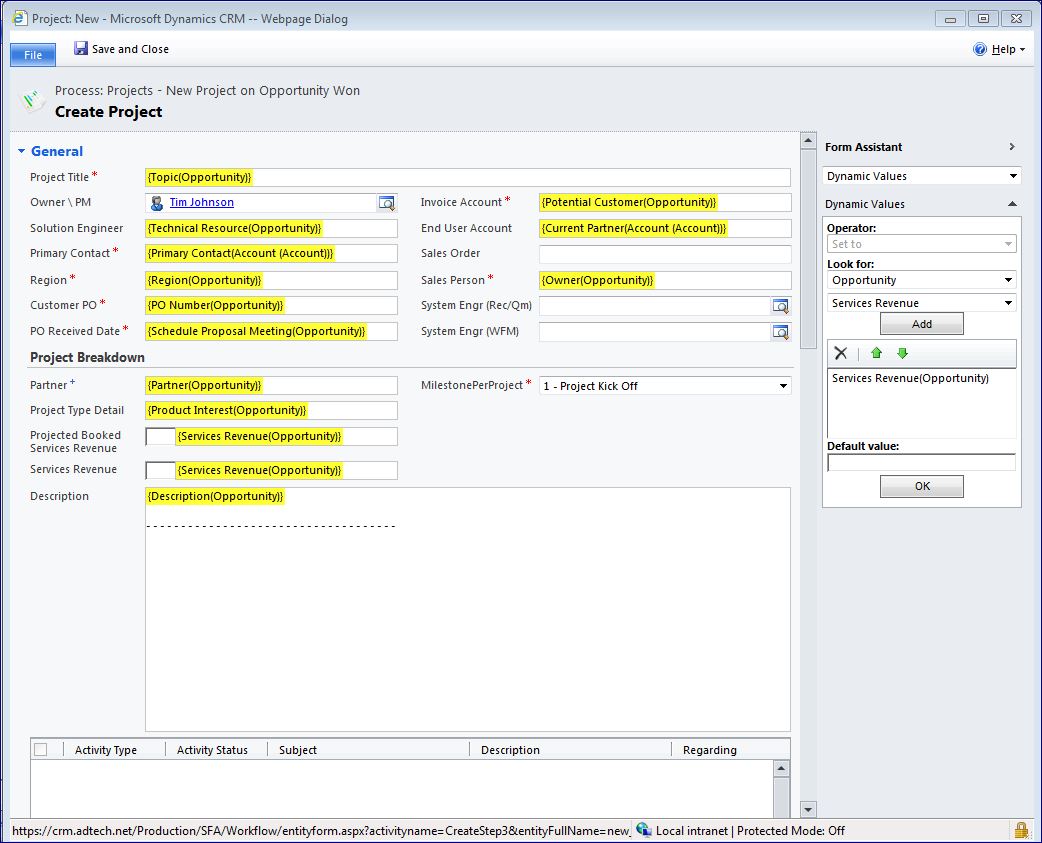 Project: New - Microsoft Dynamics CRM -- Webpage Dialog
File
Save and Close
Help
Process: Projects - New Project on Opportunity Won
Create Project
General
Project Title *
{Topic(Opportunity)}
Owner \ PM
Tim Johnson
Invoice Account *
{Potential Customer(Opportunity)}
Solution Engineer
{Technical Resource(Opportunity)}
End User Account
{Current Partner(Account (Account))}
Primary Contact *
{Primary Contact(Account (Account))}
Sales Order
Region *
{Region(Opportunity)}
Sales Person *
{Owner(Opportunity)}
Customer PO *
{PO Number(Opportunity)}
System Engr (Rec/Qm)
PO Received Date *
{Schedule Proposal Meeting(Opportunity)}
System Engr (WFM)
Project Breakdown
Partner +
{Partner(Opportunity)}
MilestonePerProject *
1 - Project Kick Off
Project Type Detail
{Product Interest(Opportunity)}
Projected Booked
Services Revenue
{Services Revenue(Opportunity)}
Services Revenue
{Services Revenue(Opportunity)}
Description
{Description(Opportunity)}
- - - - - - - - - - - - - - - - - - - - - - - - - - - - - - - - - - - -
Activity Type
Activity Status
Subject
Description
Regarding
Form Assistant
Dynamic Values
Dynamic Values
Operator:
Set to
Look for:
Opportunity
Services Revenue
Add
Services Revenue(Opportunity)
Default value:
OK
https://crm.adtech.net/Production/SFA/Workflow/entityform.aspx?activityname=CreateStep3&entityFullName=new_
Local intranet | Protected Mode: Off